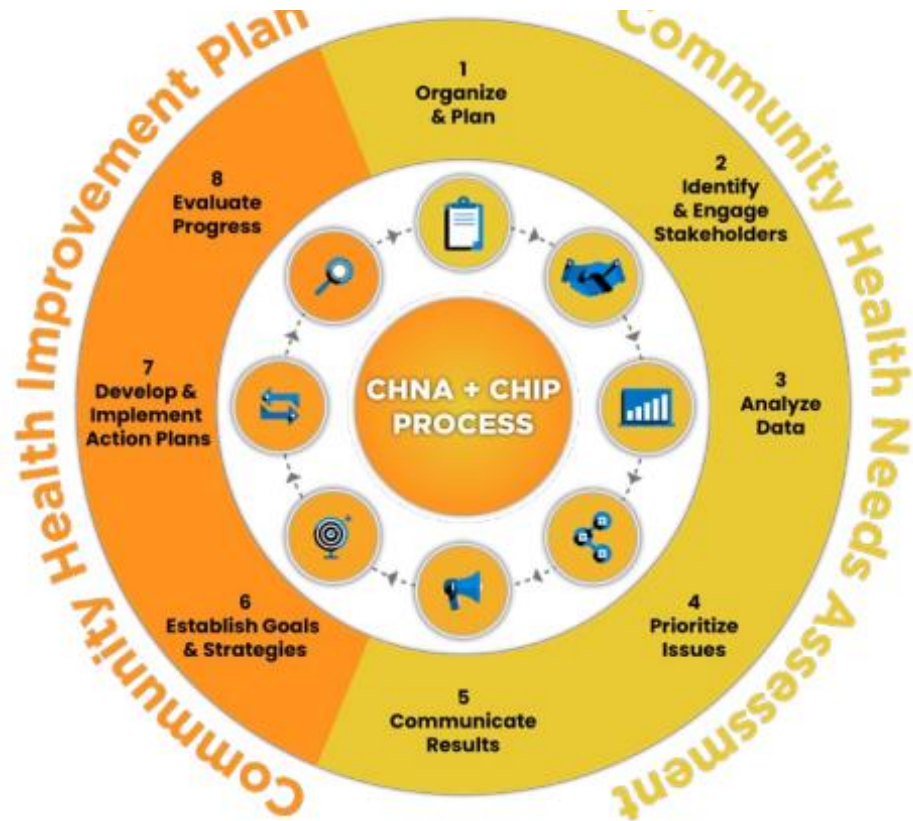 Community Health Improvement Plan
Community Health Needs Assessment
1
Organize
& Plan
2
Identify
& Engage
Stakeholders
3
Analyze
Data
4
Prioritize
Issues
5
Communicate
Results
6
Establish Goals
& Strategies
7
Develop &
Implement
Action Plans
8
Evaluate
Progress
CHNA + CHIP
PROCESS